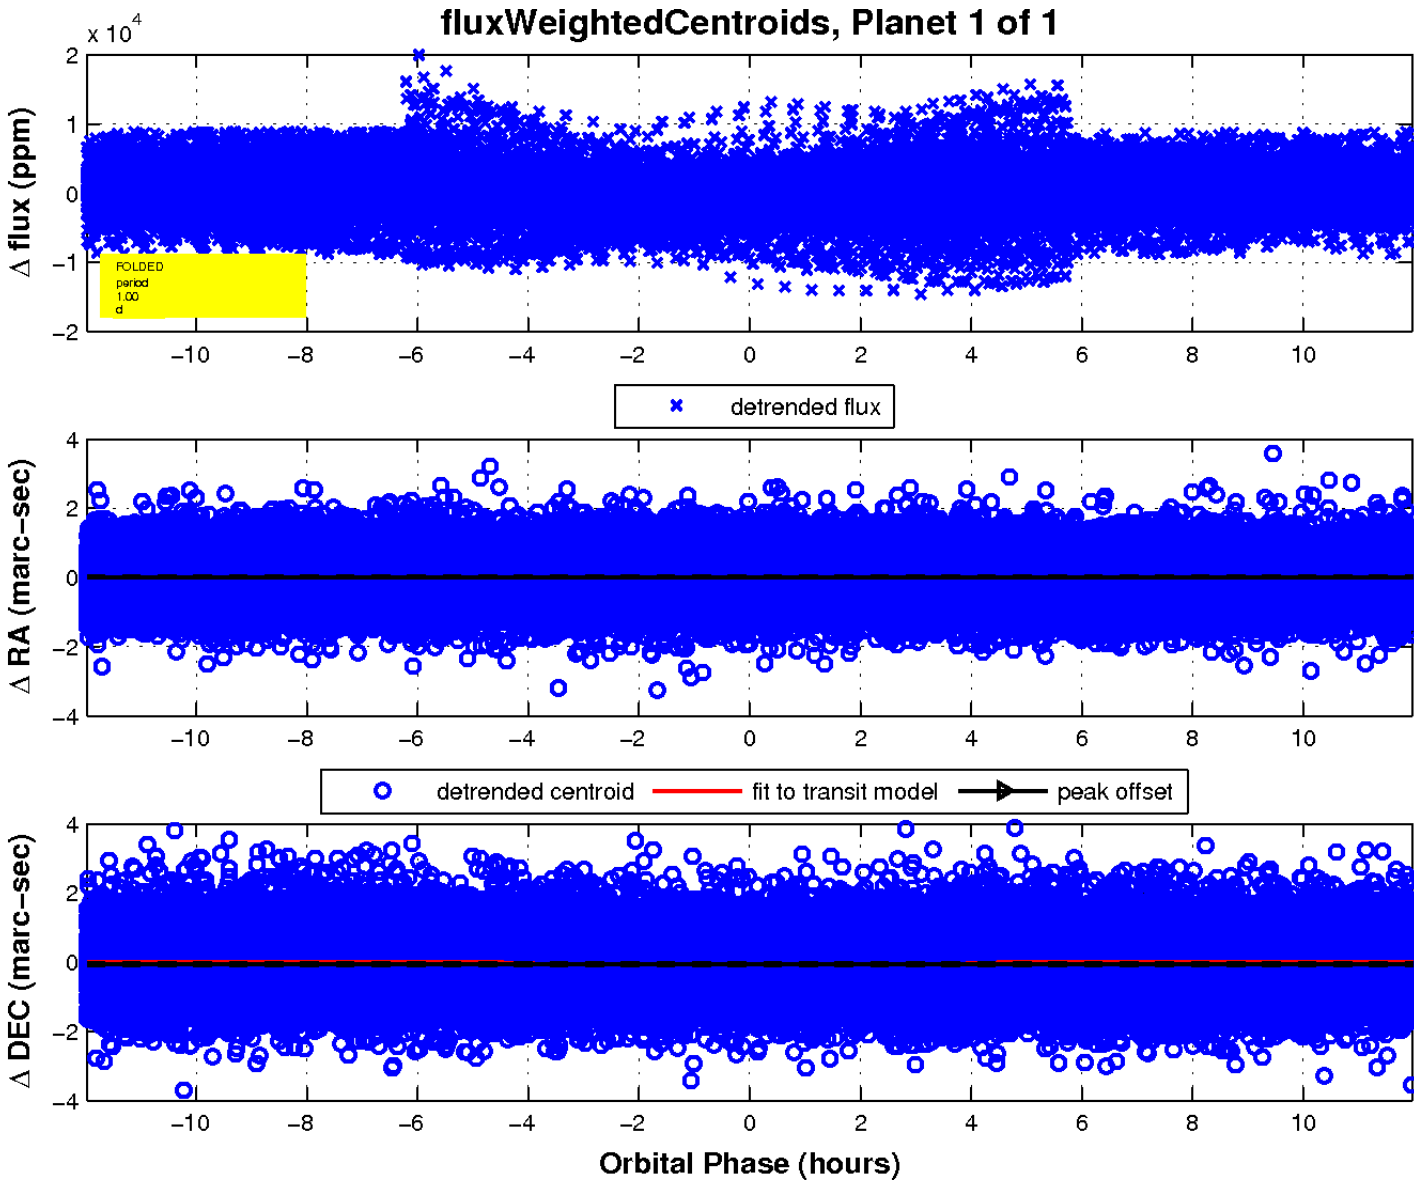 fluxWeightedCentroids, Planet 1 of 1
x 10^4
Δ flux (ppm)
2
1
0
−1
−2
FOLDED
period
1.00
d
−10 −8 −6 −4 −2 0 2 4 6 8 10
detrended flux
Δ RA (marc−sec)
4
2
0
−2
−4
−10 −8 −6 −4 −2 0 2 4 6 8 10
detrended centroid fit to transit model peak offset
Δ DEC (marc−sec)
4
2
0
−2
−4
−10 −8 −6 −4 −2 0 2 4 6 8 10
Orbital Phase (hours)